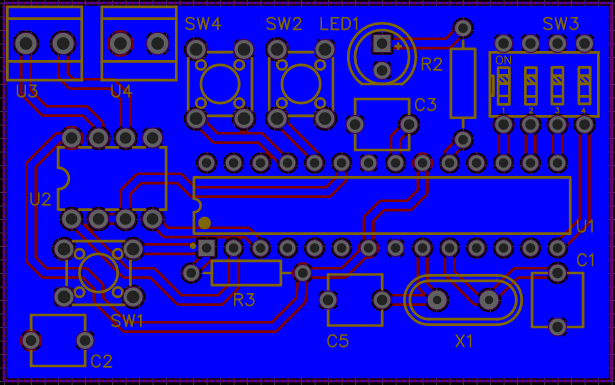 SW4 SW2 LED1 SW3
+
ON
R2
U3 U4
C3
1 2 3 4
U2
U1
C1
R3
SW1
C5 X1
C2